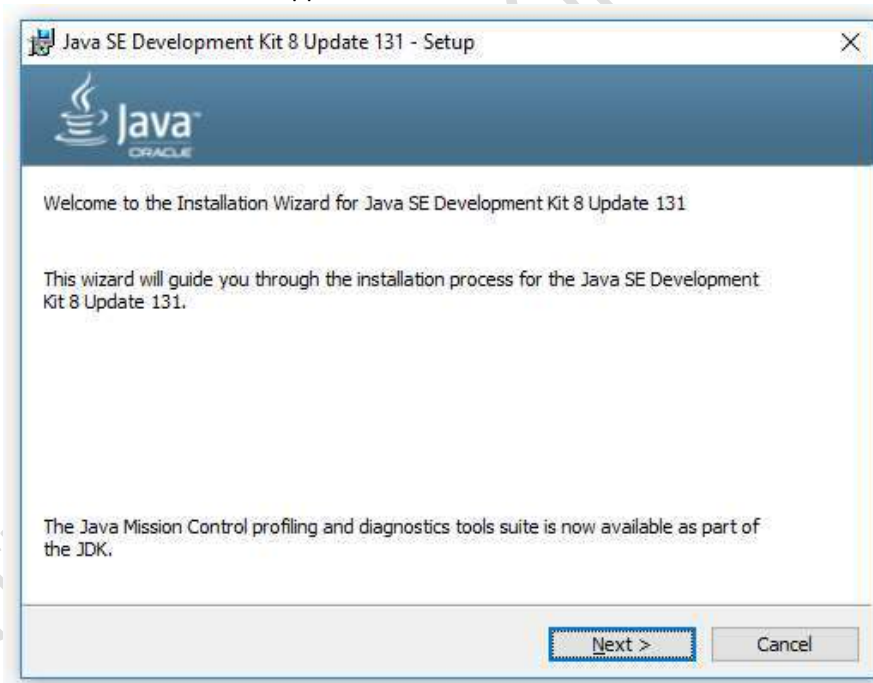 Java SE Development Kit 8 Update 131 - Setup
Java™
ORACLE
Welcome to the Installation Wizard for Java SE Development Kit 8 Update 131
This wizard will guide you through the installation process for the Java SE Development
Kit 8 Update 131.
The Java Mission Control profiling and diagnostics tools suite is now available as part of
the JDK.
Next >
Cancel